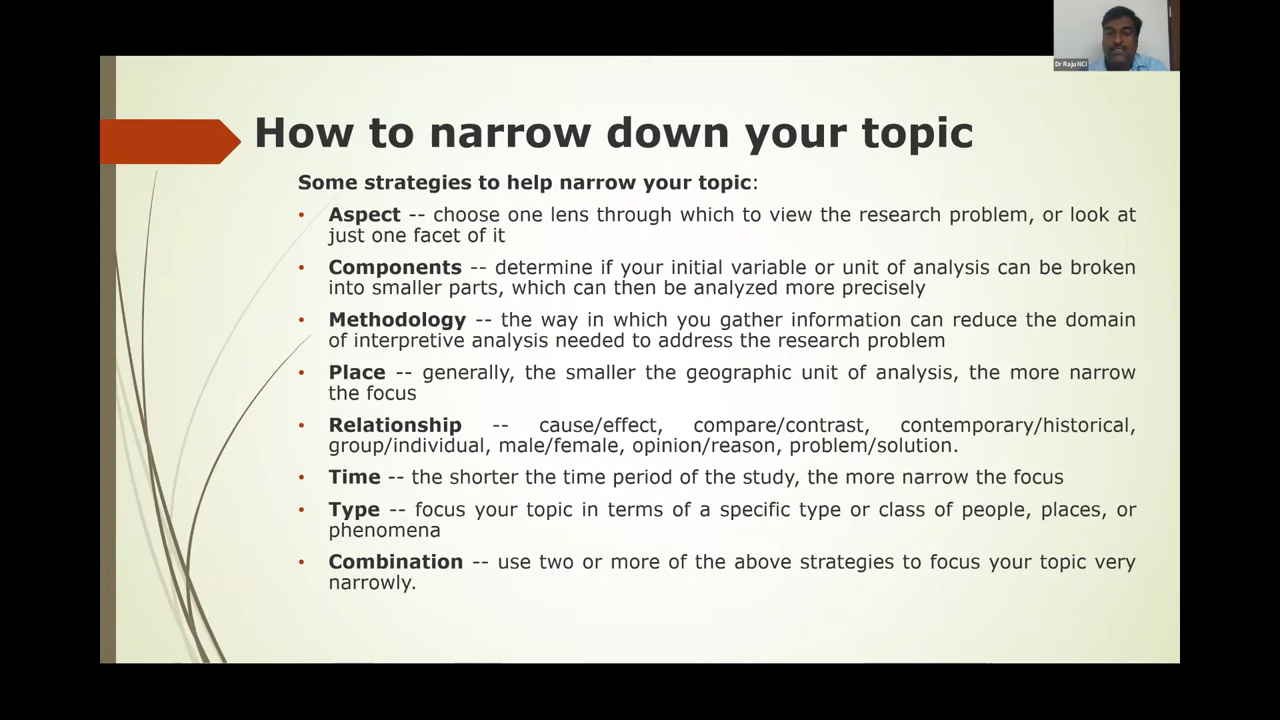 Dr Raju NCI
How to narrow down your topic
Some strategies to help narrow your topic:
• Aspect -- choose one lens through which to view the research problem, or look at
just one facet of it
• Components -- determine if your initial variable or unit of analysis can be broken
into smaller parts, which can then be analyzed more precisely
• Methodology -- the way in which you gather information can reduce the domain
of interpretive analysis needed to address the research problem
• Place -- generally, the smaller the geographic unit of analysis, the more narrow
the focus
• Relationship -- cause/effect, compare/contrast, contemporary/historical,
group/individual, male/female, opinion/reason, problem/solution.
• Time -- the shorter the time period of the study, the more narrow the focus
• Type -- focus your topic in terms of a specific type or class of people, places, or
phenomena
• Combination -- use two or more of the above strategies to focus your topic very
narrowly.